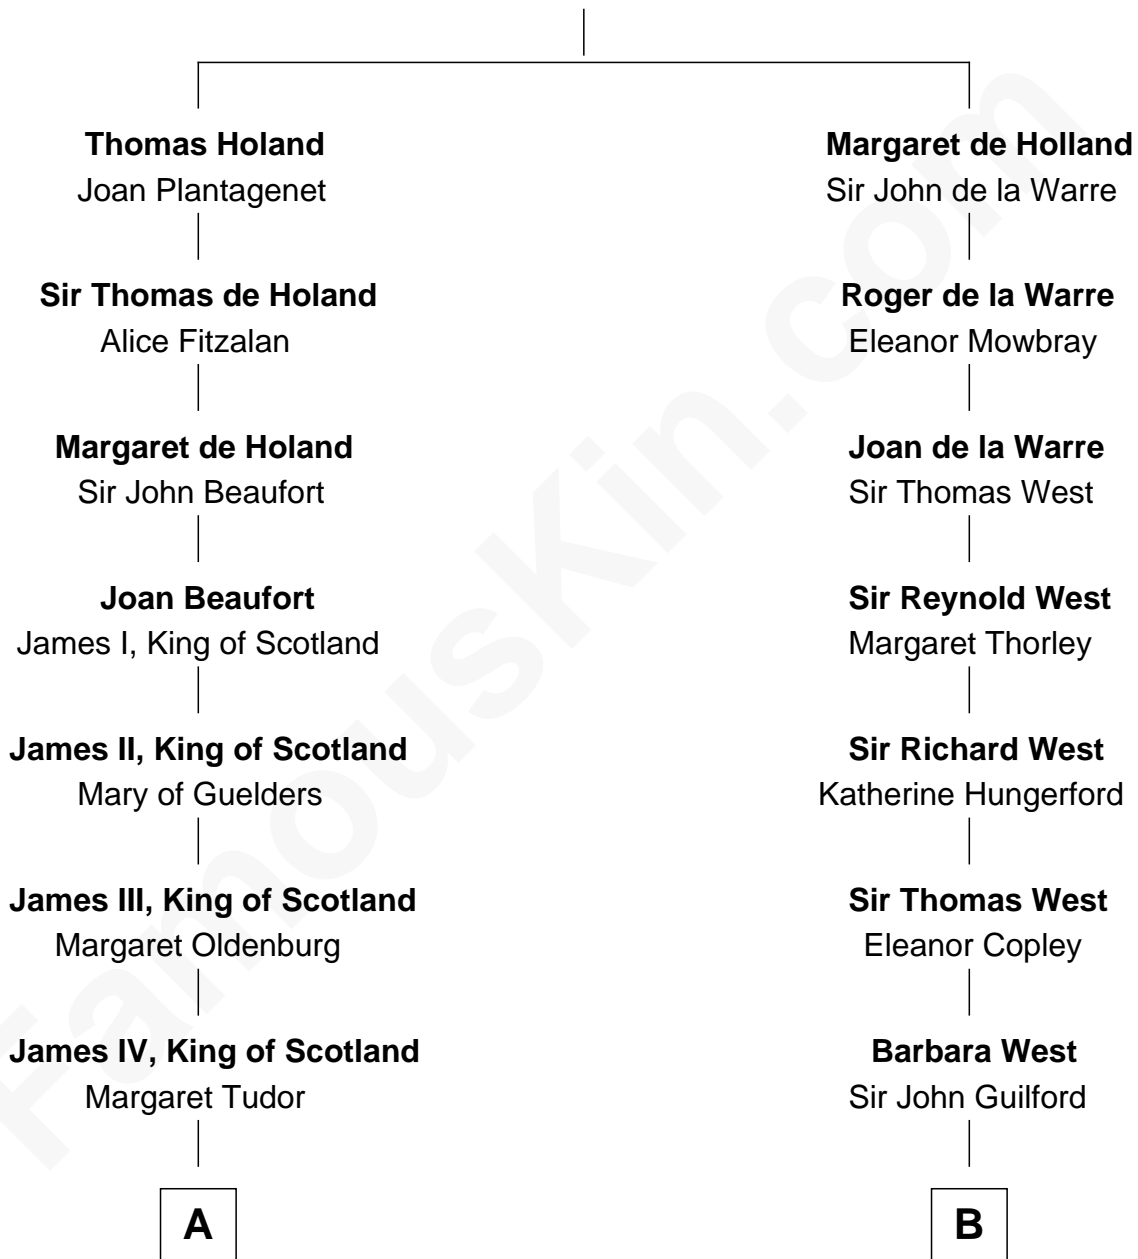 Thomas Holand
Joan Plantagenet
Sir Thomas de Holand
Alice Fitzalan
Margaret de Holand
Sir John Beaufort
Joan Beaufort
James I, King of Scotland
James II, King of Scotland
Mary of Guelders
James III, King of Scotland
Margaret Oldenburg
James IV, King of Scotland
Margaret Tudor
A
Margaret de Holland
Sir John de la Warre
Roger de la Warre
Eleanor Mowbray
Joan de la Warre
Sir Thomas West
Sir Reynold West
Margaret Thorley
Sir Richard West
Katherine Hungerford
Sir Thomas West
Eleanor Copley
Barbara West
Sir John Guilford
B
FamousKin.com